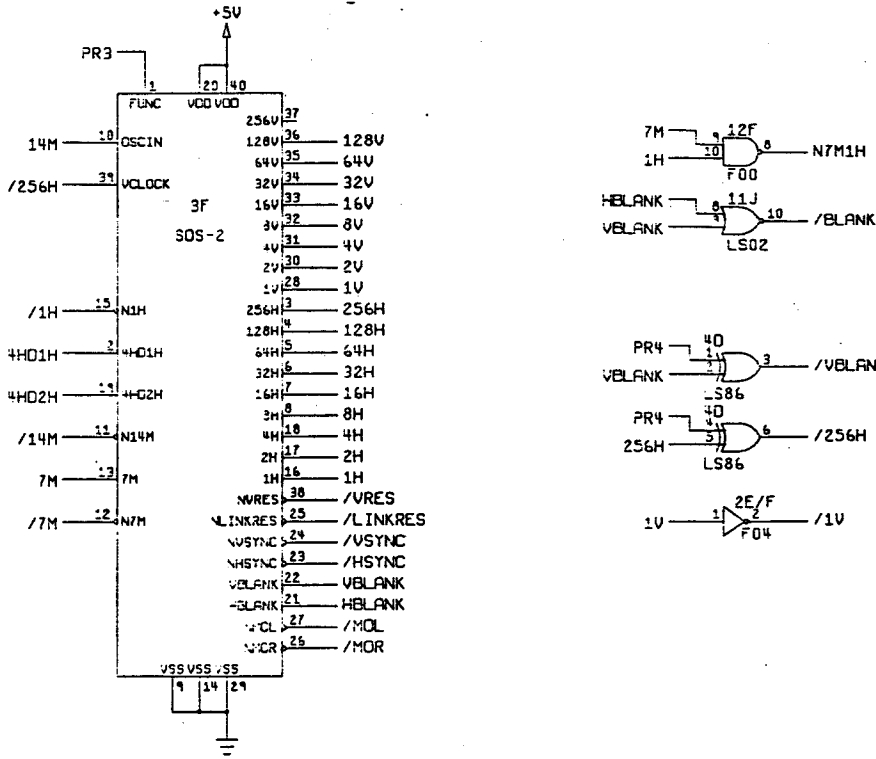 +5V
PR3
1 20 40
FUNC VDD VDD
256V 37
14M 10 OSCIN 128V 36 128V
64V 35 64V
/256H 39 VCLOCK 32V 34 32V
3F 16V 33 16V
SOS-2 8V 32 8V
4V 31 4V
2V 30 2V
1V 28 1V
/1H 15 N1H 256H 3 256H
128H 4 128H
4HD1H 2 4HD1H 64H 5 64H
32H 6 32H
4HD2H 19 4HD2H 16H 7 16H
8H 8 8H
/14M 11 N14M 4H 18 4H
2H 17 2H
7M 13 7M 1H 16 1H
NVRES 38 /VRES
/7M 12 N7M NLINKRES 25 /LINKRES
NVSYNC 24 /VSYNC
NHSYNC 23 /HSYNC
VBLANK 22 VBLANK
HBLANK 21 HBLANK
27 /MOL
26 /MOR
VSS VSS VSS
9 14 29
12F
7M 9 8 N7M1H
1H 10
F00
11J
HBLANK 8 10 /BLANK
VBLANK 9
LS02
4D
PR4 1 3 /VBLAN
VBLANK 2
LS86
4D
PR4 4 6 /256H
256H 5
LS86
2E/F
1V 1 2 /1V
F04